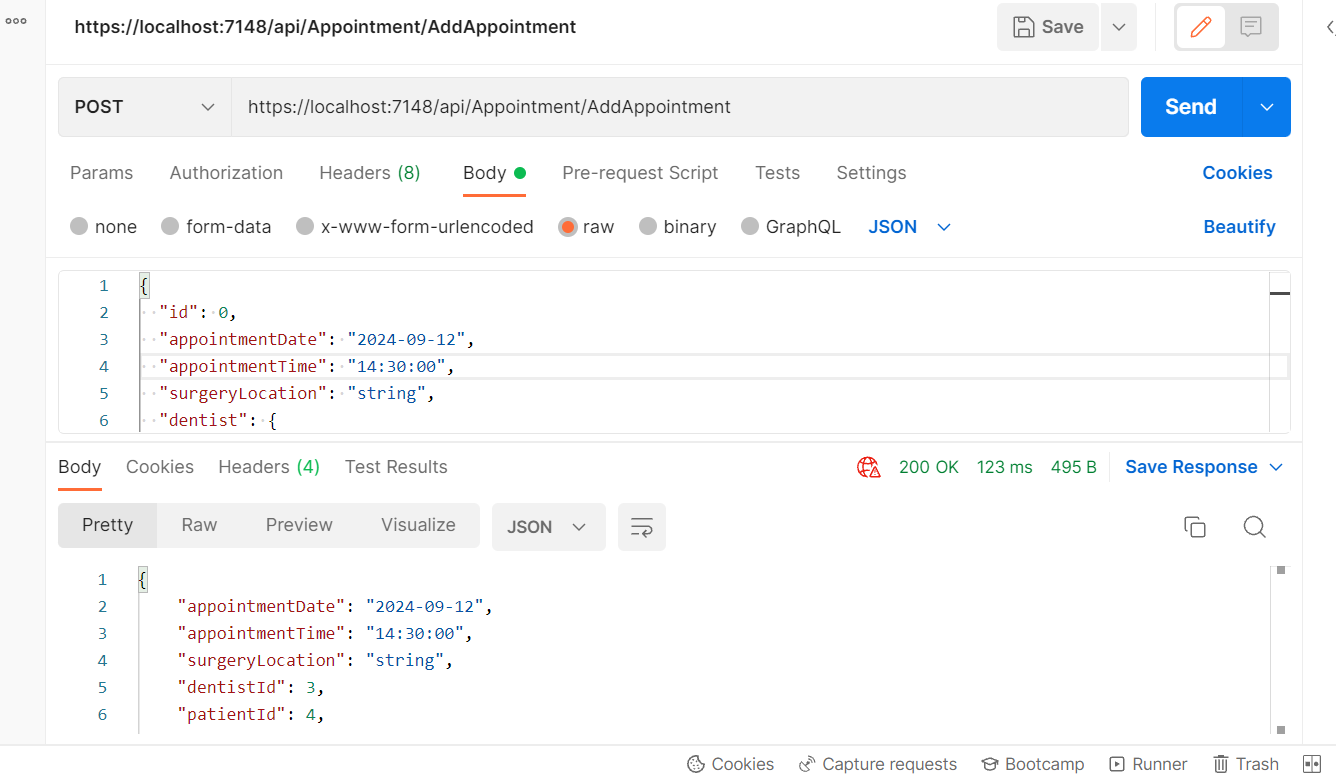 https://localhost:7148/api/Appointment/AddAppointment
Save
POST
https://localhost:7148/api/Appointment/AddAppointment
Send
Params Authorization Headers (8) Body Pre-request Script Tests Settings Cookies
none form-data x-www-form-urlencoded raw binary GraphQL JSON Beautify
1 {
2 "id": 0,
3 "appointmentDate": "2024-09-12",
4 "appointmentTime": "14:30:00",
5 "surgeryLocation": "string",
6 "dentist": {
Body Cookies Headers (4) Test Results 200 OK 123 ms 495 B Save Response
Pretty Raw Preview Visualize JSON
1 {
2 "appointmentDate": "2024-09-12",
3 "appointmentTime": "14:30:00",
4 "surgeryLocation": "string",
5 "dentistId": 3,
6 "patientId": 4,
Cookies Capture requests Bootcamp Runner Trash